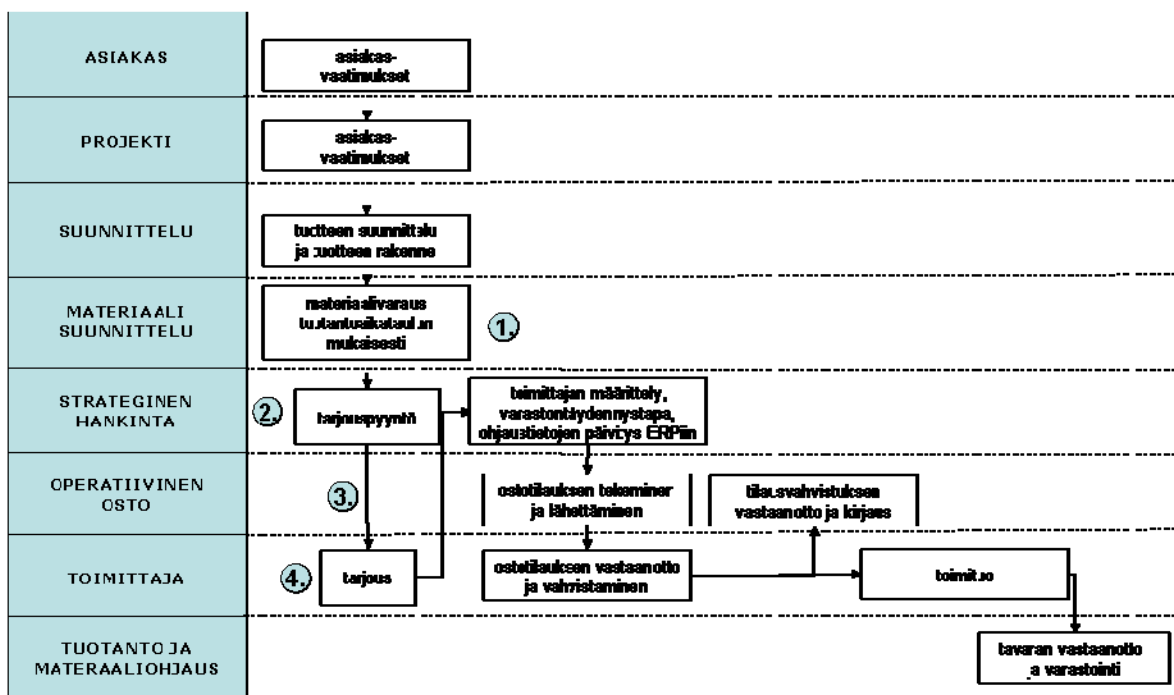 ASIAKAS
asiakas-
vaatimukset
PROJEKTI
asiakas-
vaatimukset
SUUNNITTELU
tuotteen suunnittelu
ja tuotteen rakenne
MATERIAALI
SUUNNITTELU
materiaalivaraus
tuotantoaikataulun
mukaisesti
1.
STRATEGINEN
HANKINTA
2.
tarjouspyyntö
toimittajan määrittely,
varastontäydennystapa,
ohjaustietojen päivitys ERPiin
OPERATIIVINEN
OSTO
3.
ostotilauksen tekeminen
ja lähettäminen
tilausvahvistuksen
vastaanotto ja kirjaus
TOIMITTAJA
4.
tarjous
ostotilauksen vastaanotto
ja vahvistaminen
toimitus
TUOTANTO JA
MATERAALIOHJAUS
tavaran vastaanotto
ja varastointi